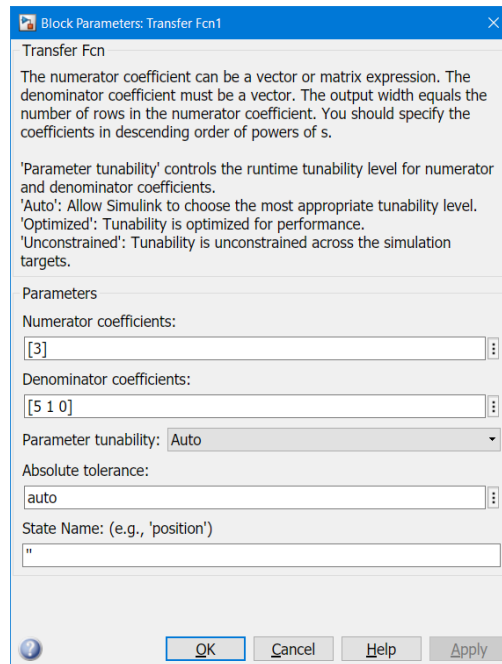 Block Parameters: Transfer Fcn1
Transfer Fcn
The numerator coefficient can be a vector or matrix expression. The
denominator coefficient must be a vector. The output width equals the
number of rows in the numerator coefficient. You should specify the
coefficients in descending order of powers of s.
'Parameter tunability' controls the runtime tunability level for numerator
and denominator coefficients.
'Auto': Allow Simulink to choose the most appropriate tunability level.
'Optimized': Tunability is optimized for performance.
'Unconstrained': Tunability is unconstrained across the simulation
targets.
Parameters
Numerator coefficients:
[3]
Denominator coefficients:
[5 1 0]
Parameter tunability: Auto
Absolute tolerance:
auto
State Name: (e.g., 'position')
''
OK Cancel Help Apply